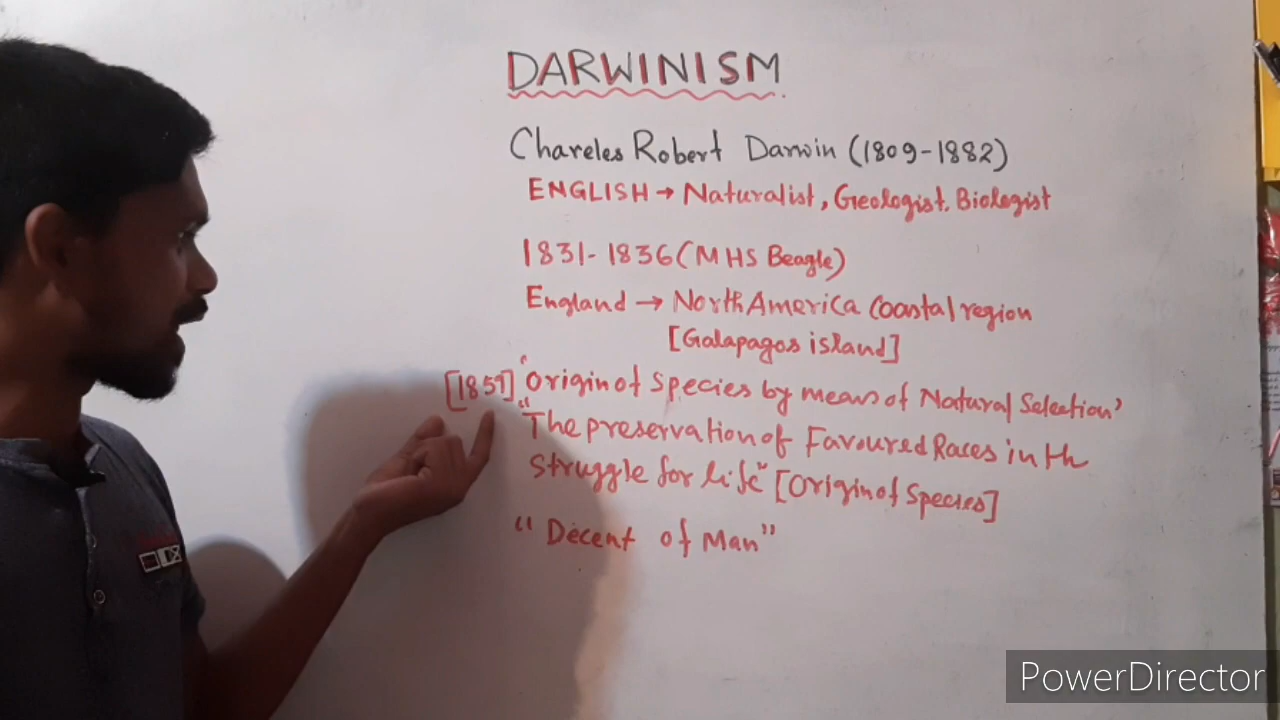 DARWINISM
Chareles Robert Darwin (1809-1882)
ENGLISH → Naturalist, Geologist, Biologist
1831-1836 (MHS Beagle)
England → North America Coastal region
[Galapagos island]
[1859] 'Origin of Species by means of Natural Selection'
"The preservation of Favoured Races in th
struggle for life" [Origin of Species]
"Decent of Man"
PowerDirector